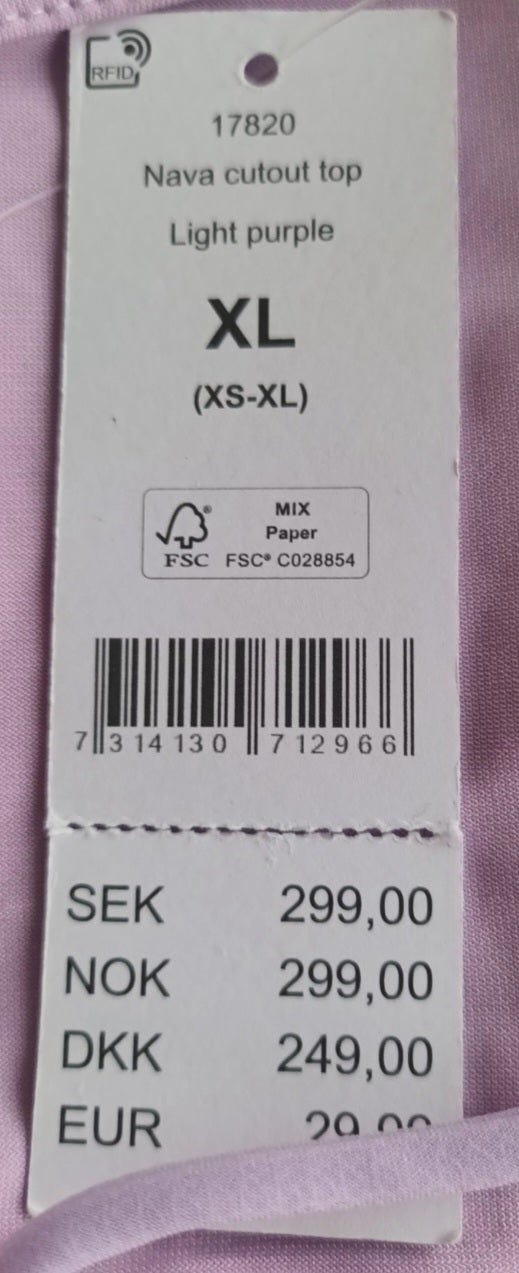 RFID
17820
Nava cutout top
Light purple
XL
(XS-XL)
MIX
Paper
FSC FSC® C028854
7 314130 712966
SEK 299,00
NOK 299,00
DKK 249,00
EUR